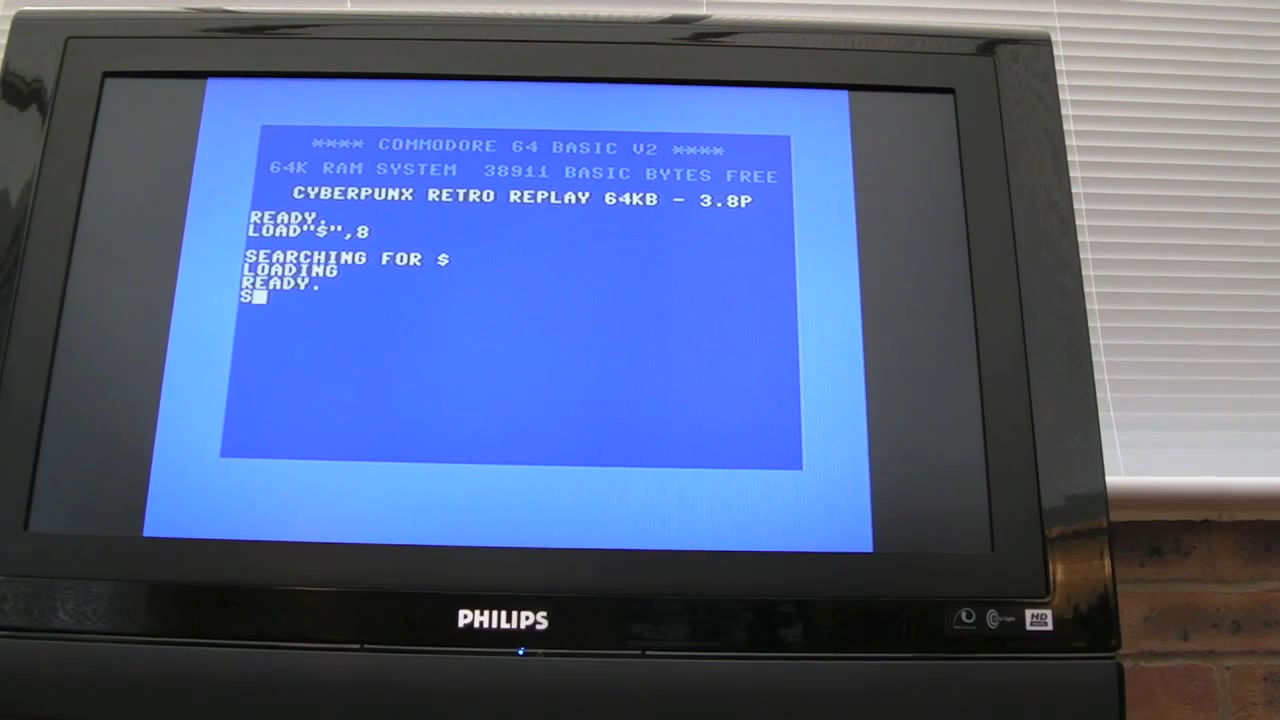 **** COMMODORE 64 BASIC V2 ****
64K RAM SYSTEM  38911 BASIC BYTES FREE
CYBERPUNX RETRO REPLAY 64KB - 3.8P
READY.
LOAD"$",8
SEARCHING FOR $
LOADING
READY.
S
PHILIPS
HD